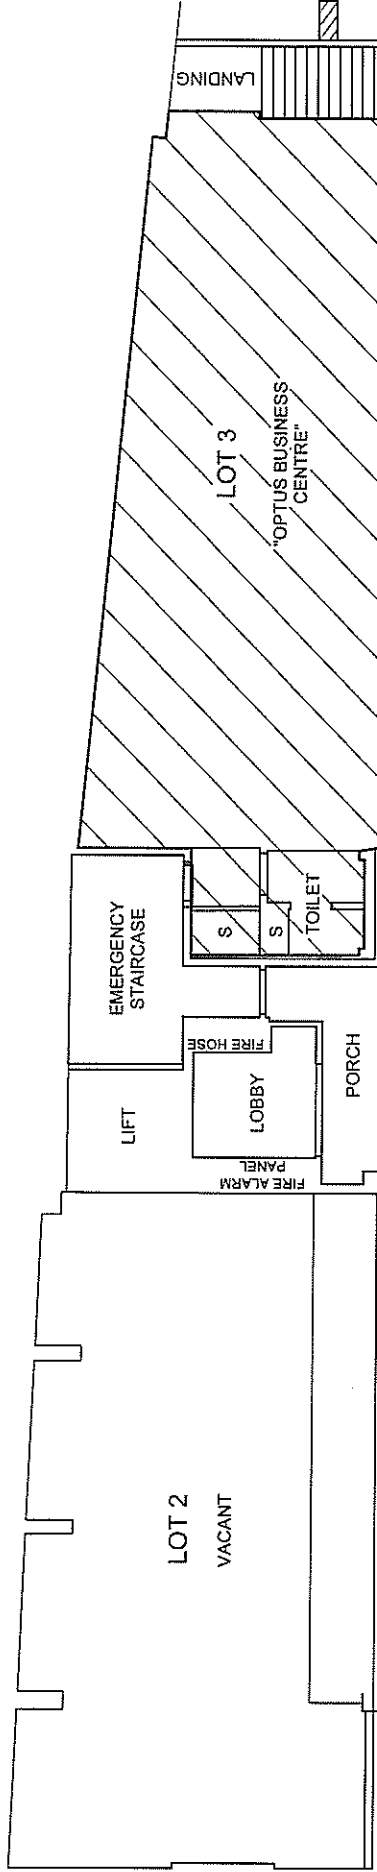 LOT 2
VACANT
LIFT
FIRE ALARM
PANEL
LOBBY
FIRE HOSE
PORCH
EMERGENCY
STAIRCASE
S
S
TOILET
LOT 3
"OPTUS BUSINESS
CENTRE"
LANDING